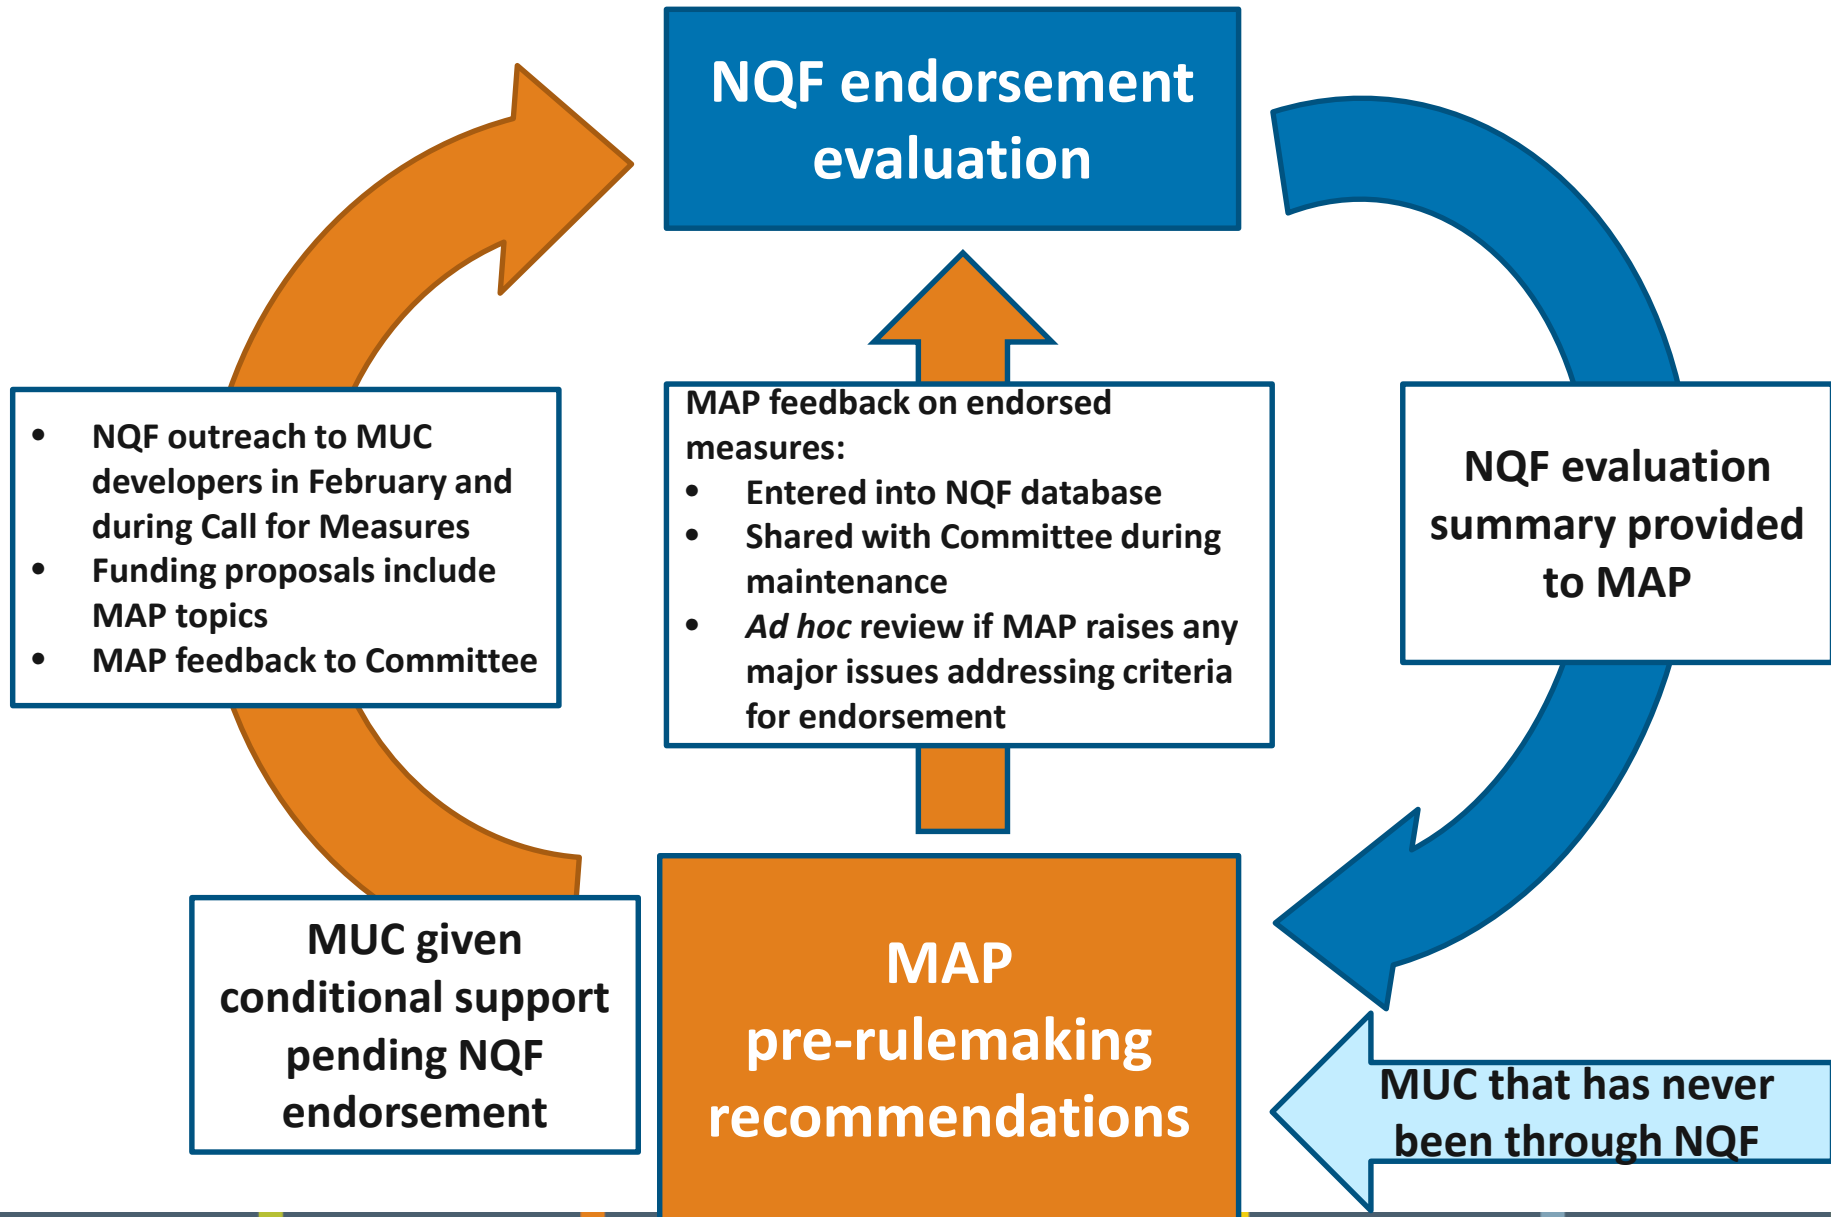 NQF endorsement
evaluation
• NQF outreach to MUC
developers in February and
during Call for Measures
• Funding proposals include
MAP topics
• MAP feedback to Committee
MAP feedback on endorsed
measures:
• Entered into NQF database
• Shared with Committee during
maintenance
• Ad hoc review if MAP raises any
major issues addressing criteria
for endorsement
NQF evaluation
summary provided
to MAP
MUC given
conditional support
pending NQF
endorsement
MAP
pre-rulemaking
recommendations
MUC that has never
been through NQF